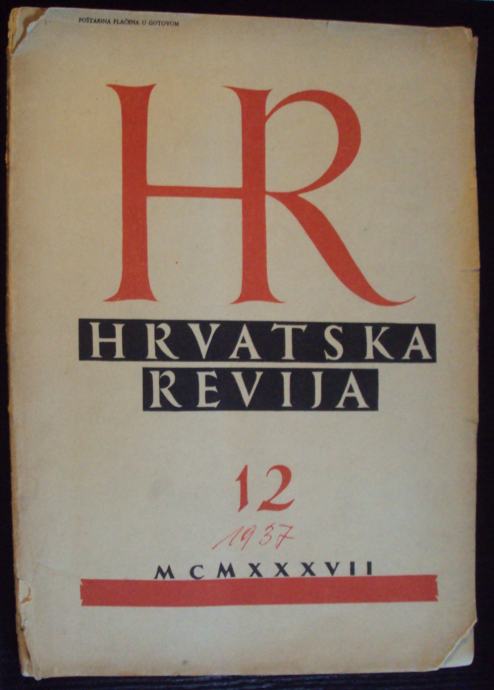 POŠTARINA PLAĆENA U GOTOVOM
HR
HRVATSKA
REVIJA
12
1937
MCMXXXVII